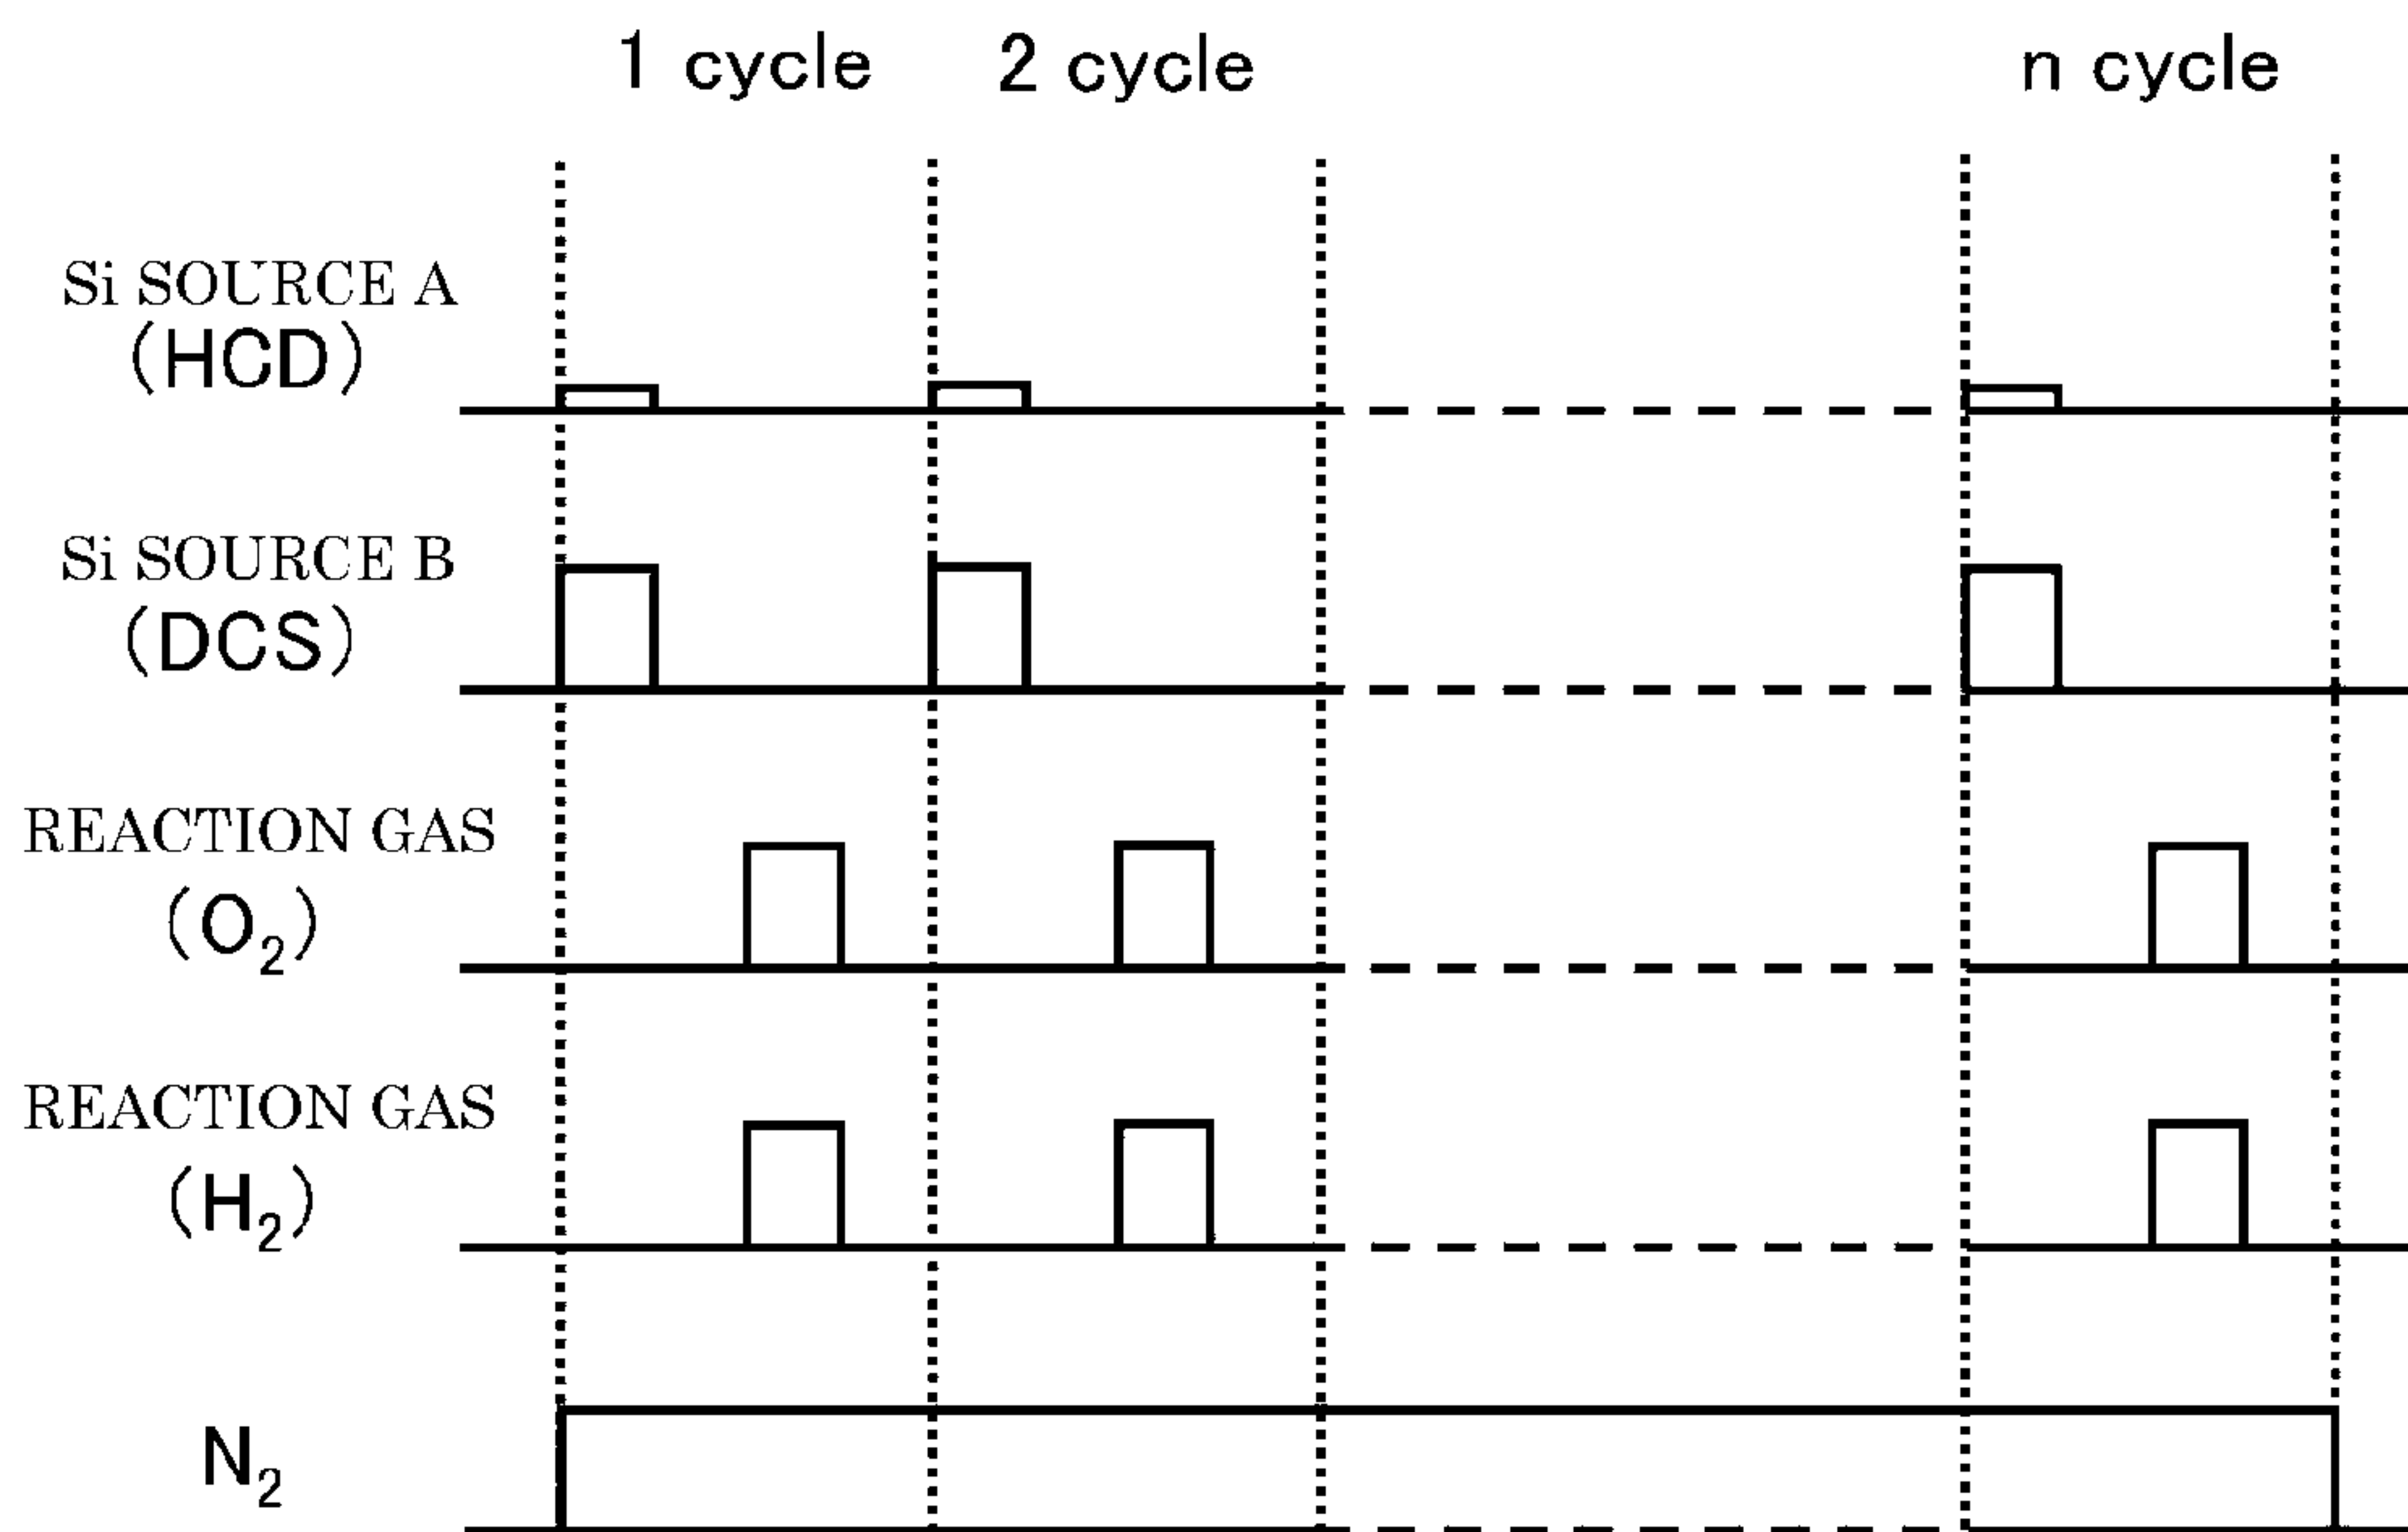 1 cycle 2 cycle n cycle
Si SOURCE A
(HCD)
Si SOURCE B
(DCS)
REACTION GAS
(O₂)
REACTION GAS
(H₂)
N₂